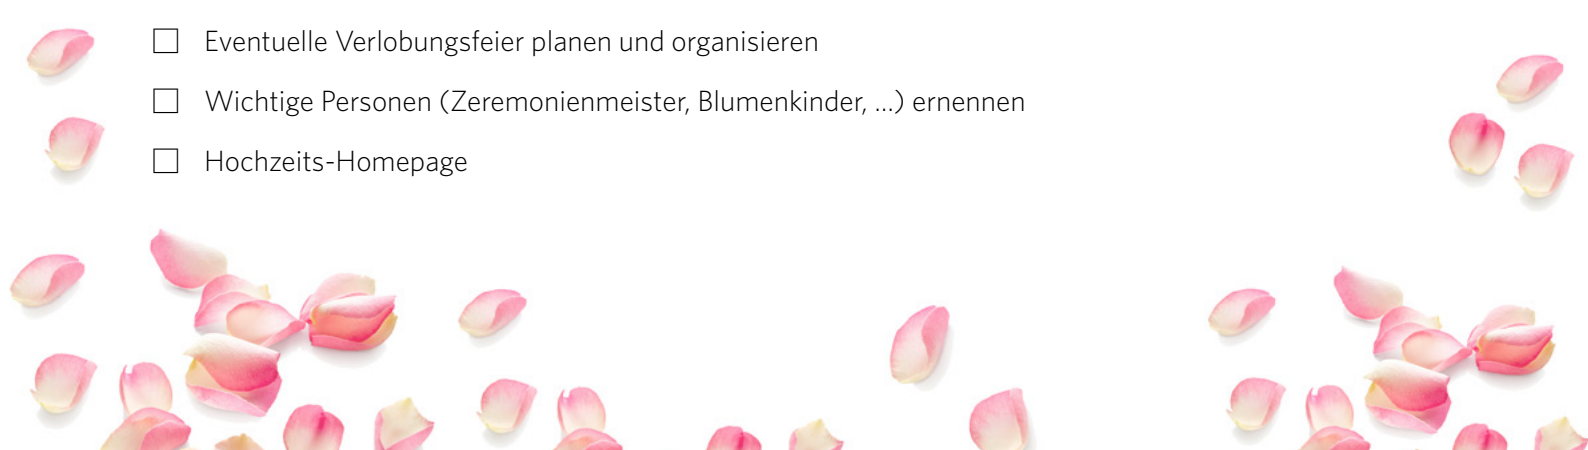 Eventuelle Verlobungsfeier planen und organisieren
Wichtige Personen (Zeremonienmeister, Blumenkinder, ...) ernennen
Hochzeits-Homepage